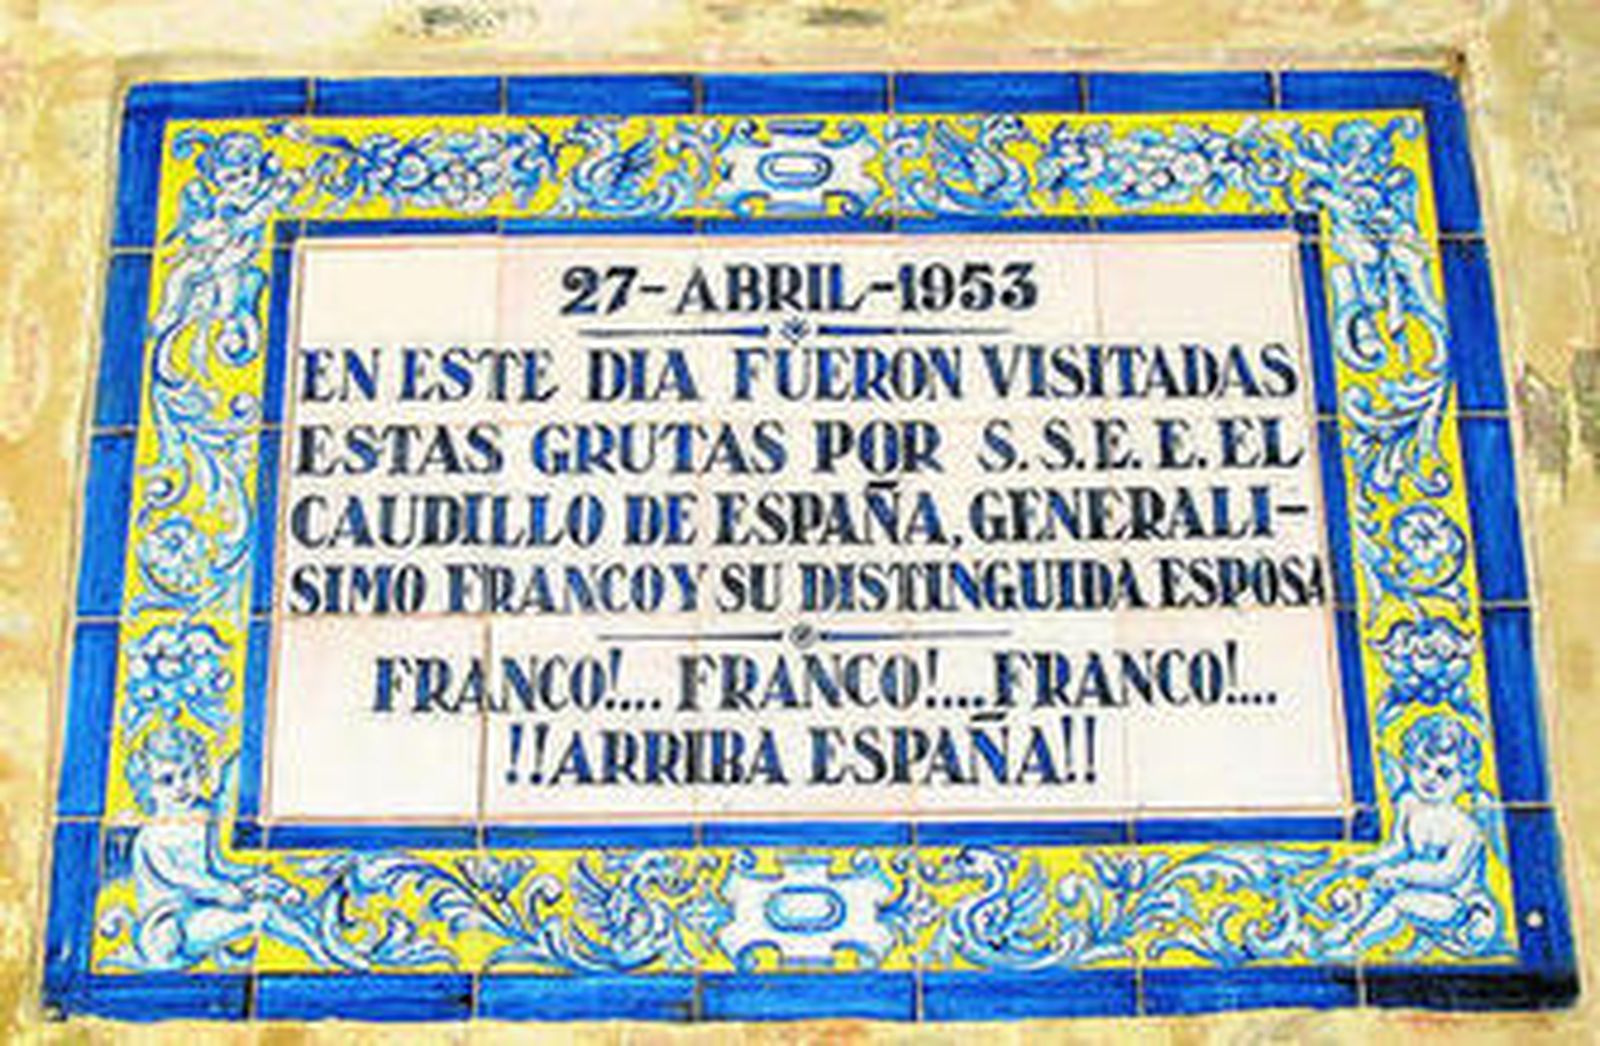 27-ABRIL-1953
EN ESTE DIA FUERON VISITADAS
ESTAS GRUTAS POR S.S.E.E.EL
CAUDILLO DE ESPAÑA, GENERALI-
SIMO FRANCO Y SU DISTINGUIDA ESPOSA
FRANCO!... FRANCO!....FRANCO!...
!!ARRIBA ESPAÑA!!